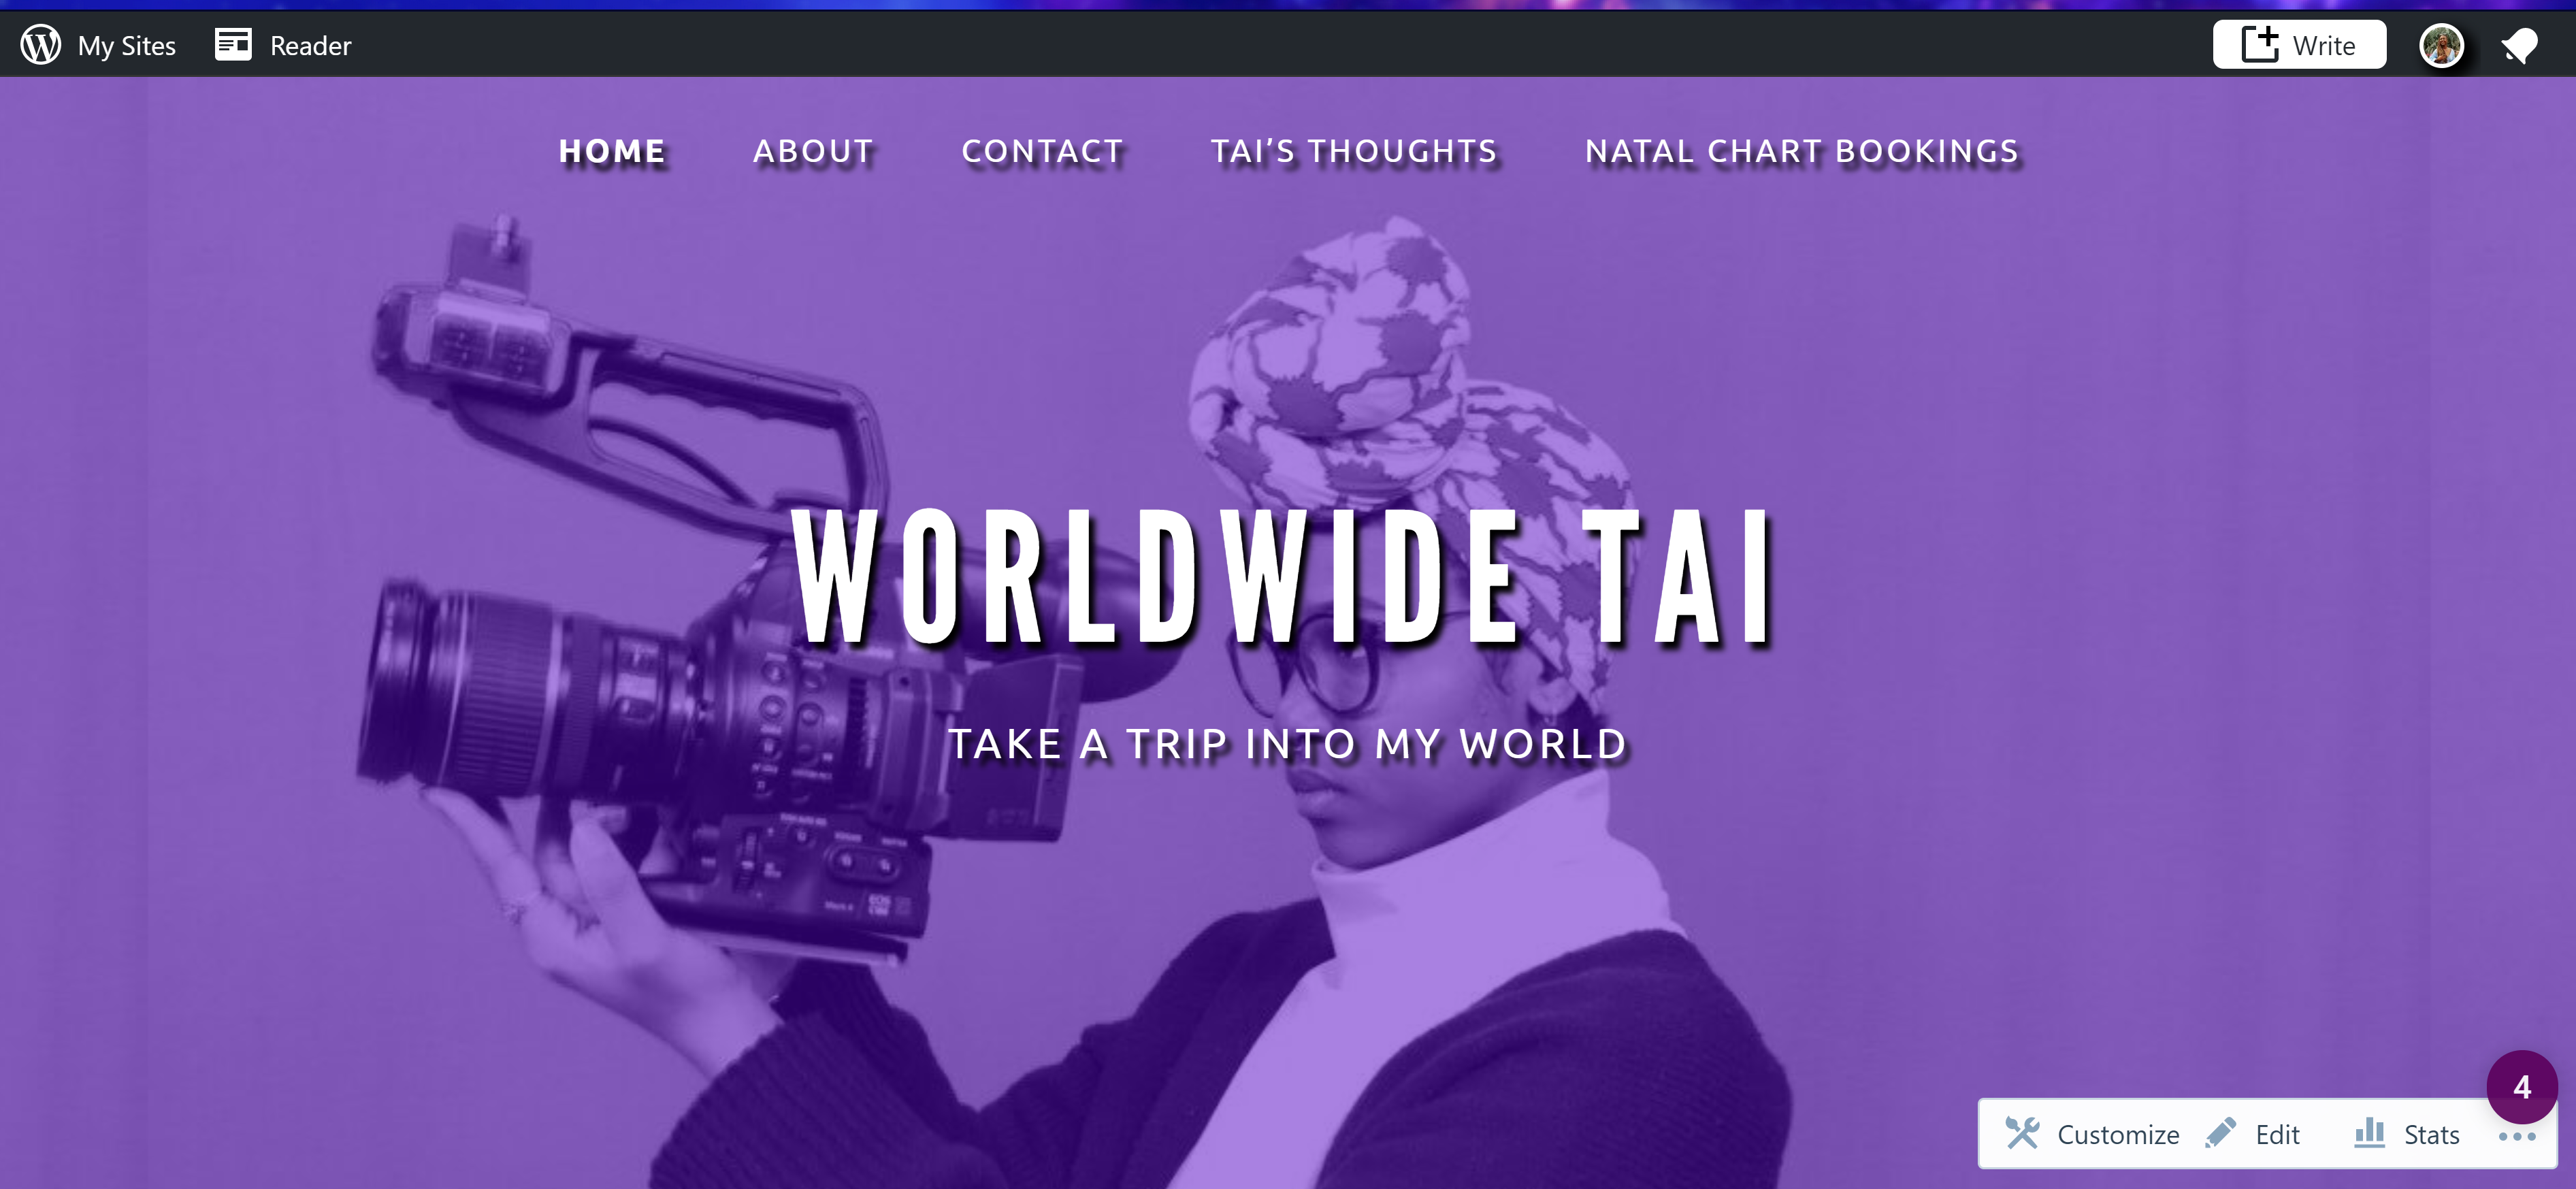 My Sites Reader Write
HOME ABOUT CONTACT TAI’S THOUGHTS NATAL CHART BOOKINGS
WORLDWIDE TAI
TAKE A TRIP INTO MY WORLD
EOS
4
Customize Edit Stats